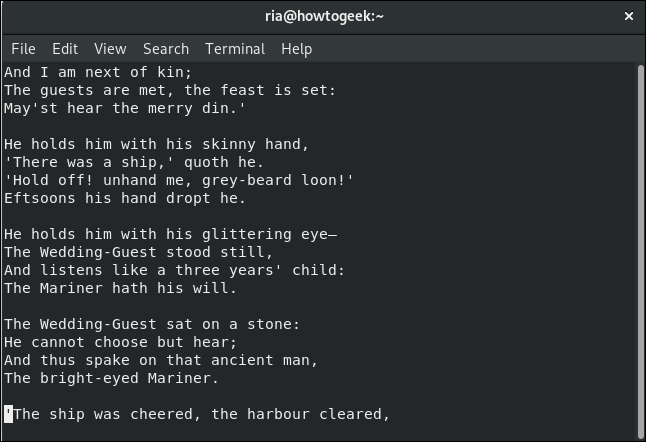 ria@howtogeek:~ ×
File Edit View Search Terminal Help
And I am next of kin;
The guests are met, the feast is set:
May'st hear the merry din.'
He holds him with his skinny hand,
'There was a ship,' quoth he.
'Hold off! unhand me, grey-beard loon!'
Eftsoons his hand dropt he.
He holds him with his glittering eye—
The Wedding-Guest stood still,
And listens like a three years' child:
The Mariner hath his will.
The Wedding-Guest sat on a stone:
He cannot choose but hear;
And thus spake on that ancient man,
The bright-eyed Mariner.
'The ship was cheered, the harbour cleared,